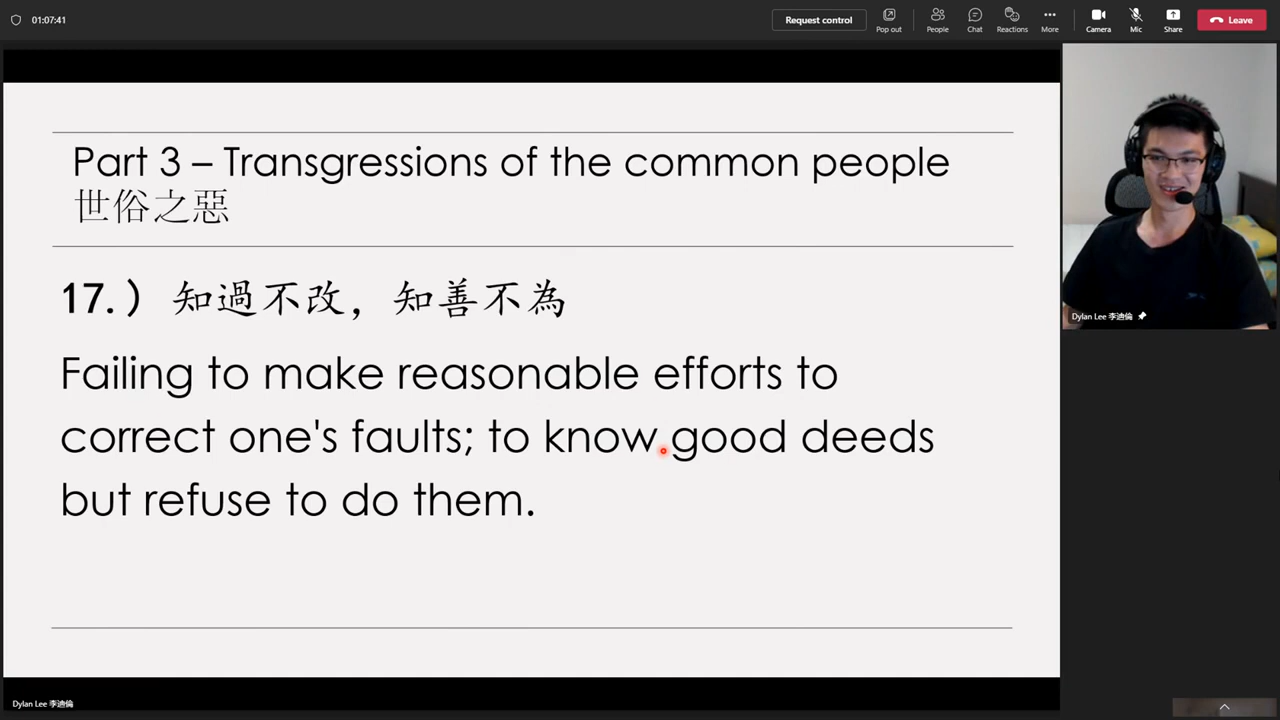 01:07:41
Request control
Pop out
People
Chat
Reactions
More
Camera
Mic
Share
Leave
Part 3 – Transgressions of the common people
世俗之惡
17.）知過不改，知善不為
Failing to make reasonable efforts to
correct one's faults; to know good deeds
but refuse to do them.
Dylan Lee 李迪倫
Dylan Lee 李迪倫